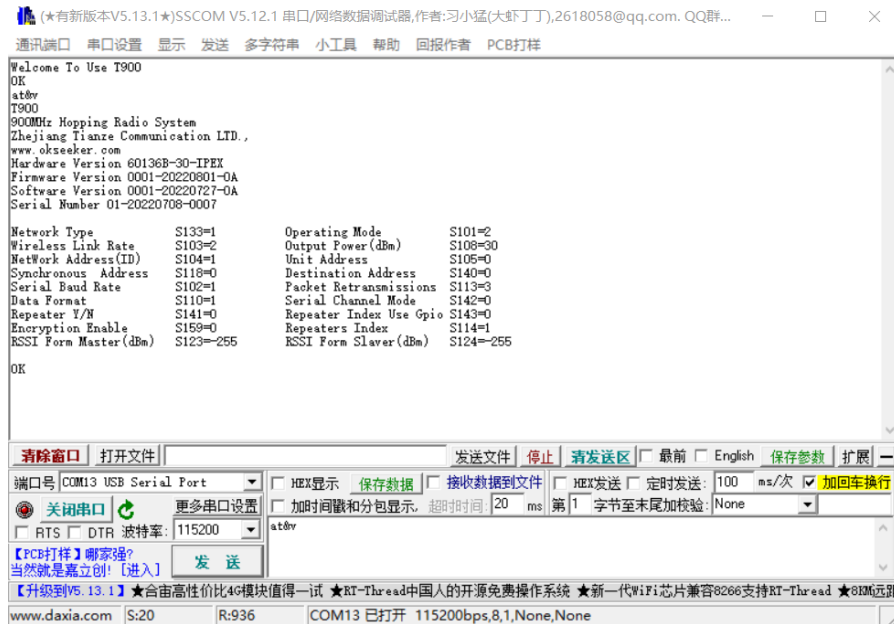 (★有新版本V5.13.1★)SSCOM V5.12.1 串口/网络数据调试器,作者:习小猛(大虾丁丁),2618058@qq.com. QQ群...
通讯端口 串口设置 显示 发送 多字符串 小工具 帮助 回报作者 PCB打样
Welcome To Use T900
OK
at&v
T900
900MHz Hopping Radio System
Zhejiang Tianze Communication LTD.,
www.okseeker.com
Hardware Version 60136B-30-IPEX
Firmware Version 0001-20220801-0A
Software Version 0001-20220727-0A
Serial Number 01-20220708-0007
Network Type S133=1 Operating Mode S101=2
Wireless Link Rate S103=2 Output Power(dBm) S108=30
NetWork Address(ID) S104=1 Unit Address S105=0
Synchronous Address S118=0 Destination Address S140=0
Serial Baud Rate S102=1 Packet Retransmissions S113=3
Data Format S110=1 Serial Channel Mode S142=0
Repeater Y/N S141=0 Repeater Index Use Gpio S143=0
Encryption Enable S159=0 Repeaters Index S114=1
RSSI Form Master(dBm) S123=-255 RSSI Form Slaver(dBm) S124=-255
OK
清除窗口 打开文件 发送文件 停止 清发送区 最前 English 保存参数 扩展
端口号 COM13 USB Serial Port HEX显示 保存数据 接收数据到文件 HEX发送 定时发送: 100 ms/次 加回车换行
关闭串口 更多串口设置 加时间戳和分包显示, 超时时间: 20 ms 第 1 字节至末尾加校验: None
RTS DTR 波特率: 115200 at&v
【PCB打样】哪家强?
当然就是嘉立创! [进入] 发 送
【升级到V5.13.1】★合宙高性价比4G模块值得一试 ★RT-Thread中国人的开源免费操作系统 ★新一代WiFi芯片兼容8266支持RT-Thread ★8KM远距
www.daxia.com S:20 R:936 COM13 已打开 115200bps,8,1,None,None